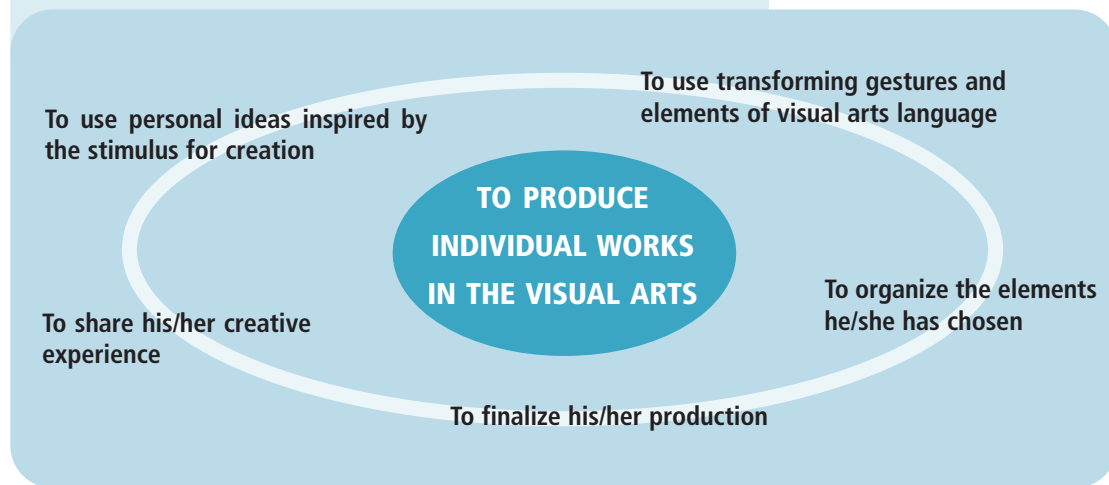 To use transforming gestures and
elements of visual arts language
To use personal ideas inspired by
the stimulus for creation
TO PRODUCE
INDIVIDUAL WORKS
IN THE VISUAL ARTS
To organize the elements
he/she has chosen
To share his/her creative
experience
To finalize his/her production